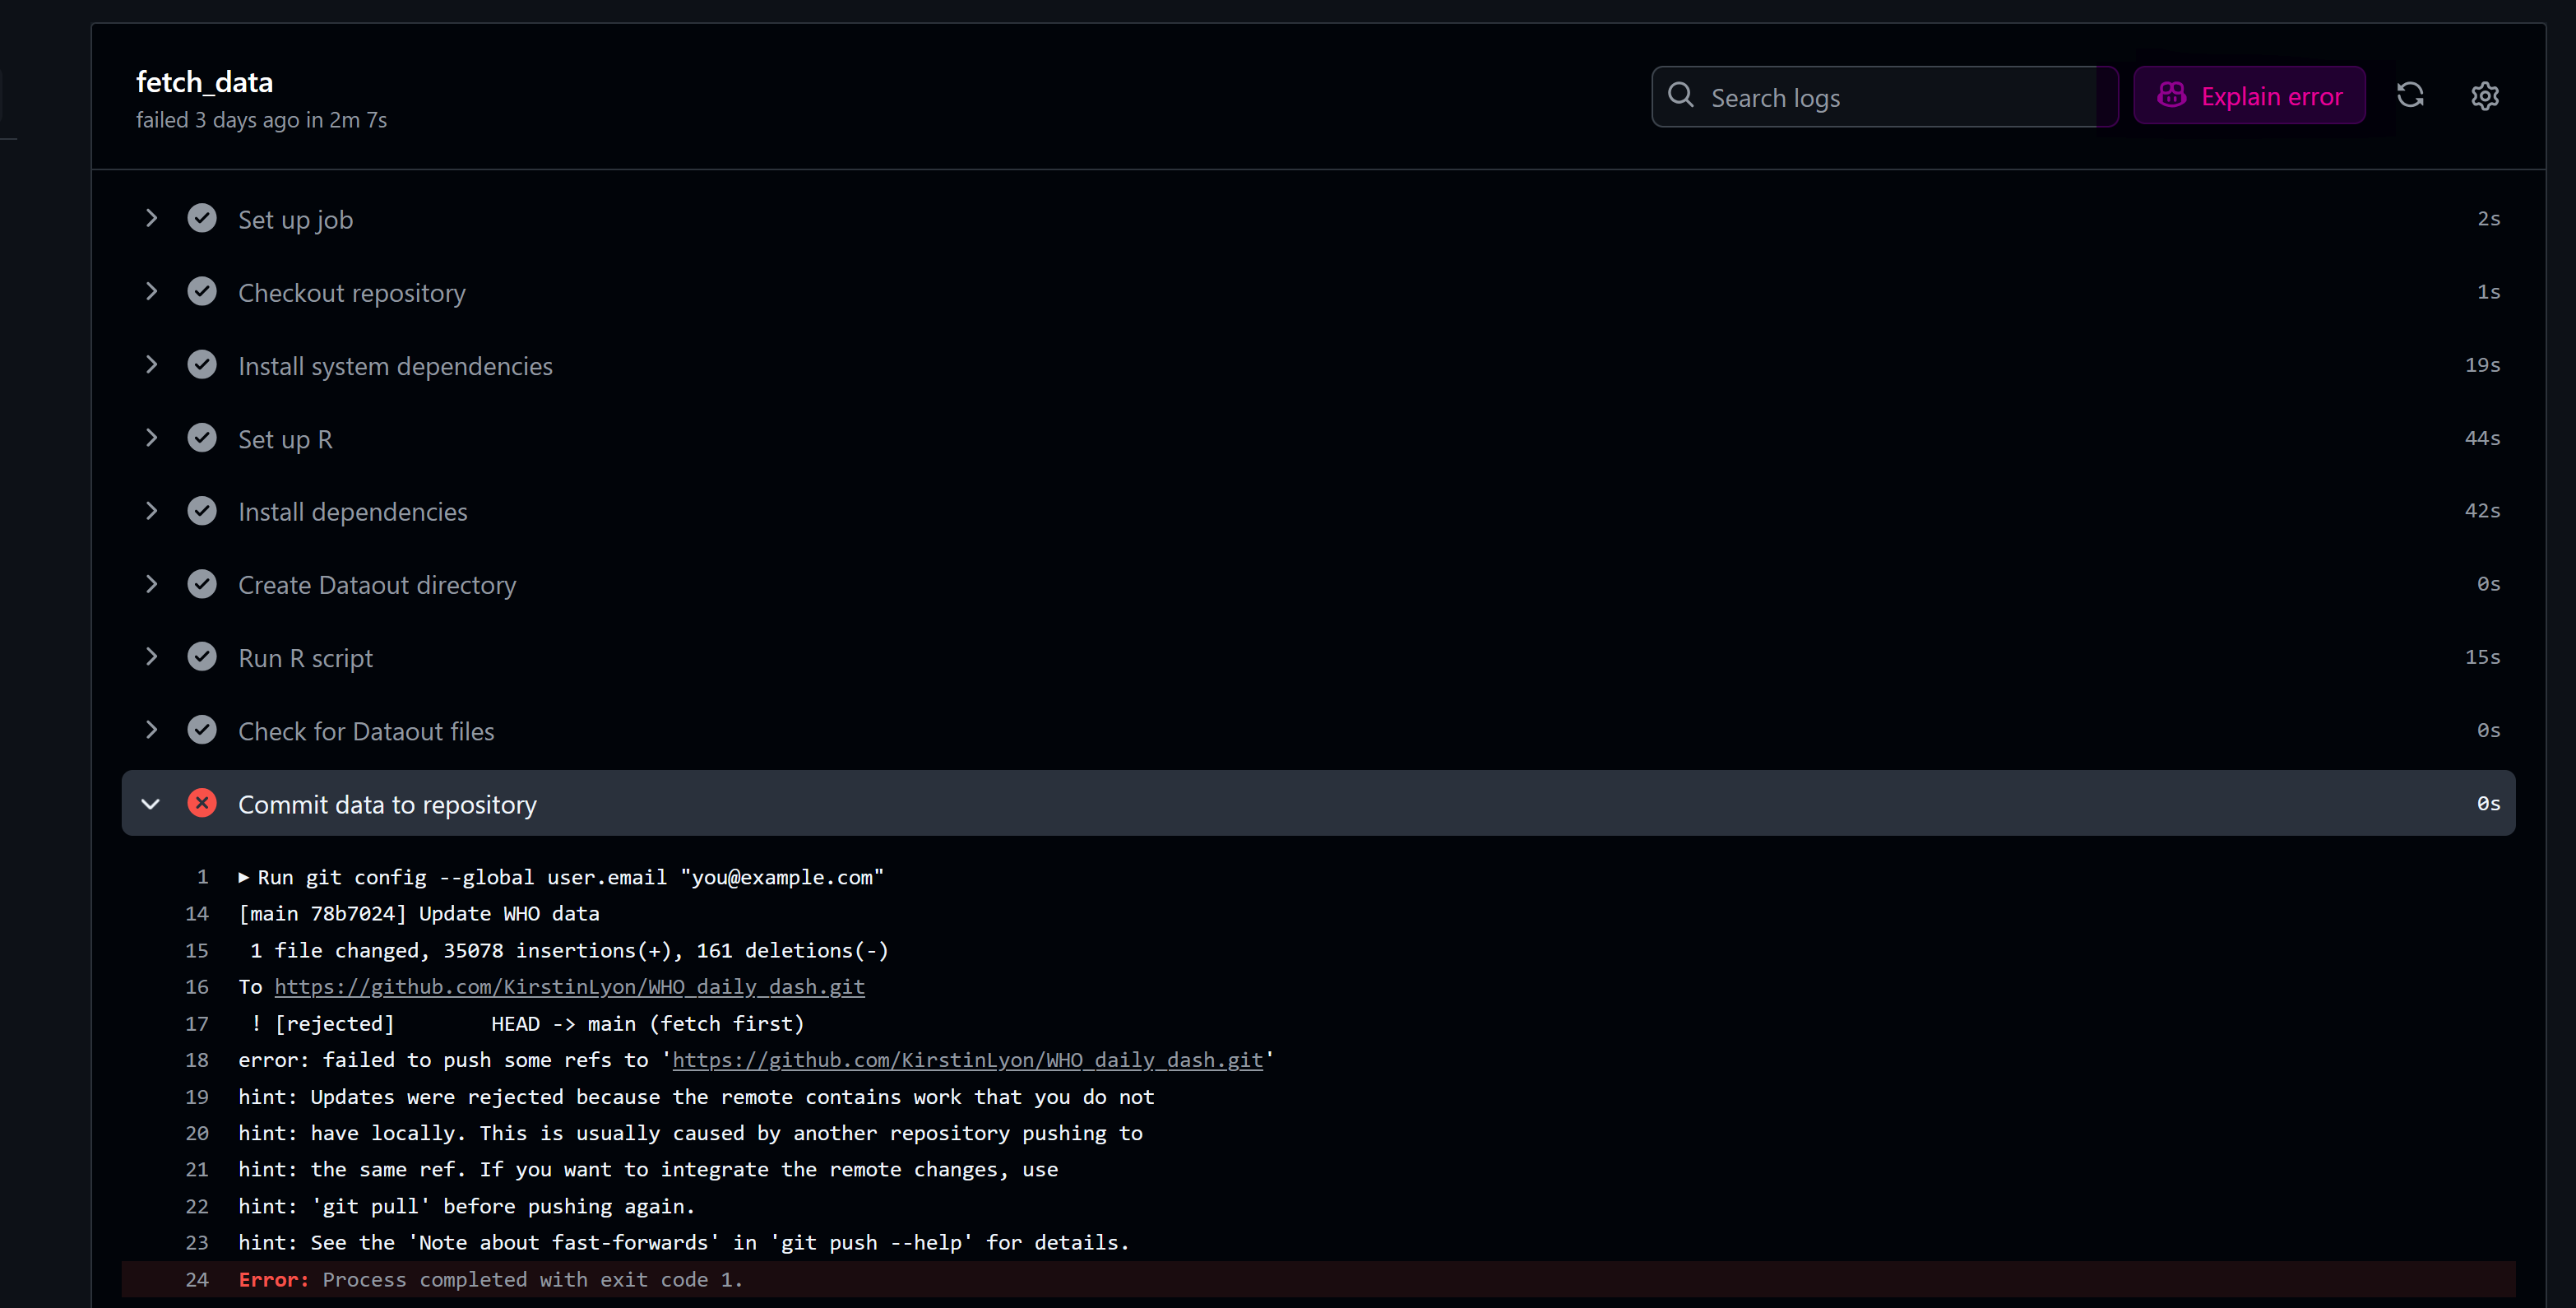 fetch_data
failed 3 days ago in 2m 7s
Search logs
Explain error
Set up job 2s
Checkout repository 1s
Install system dependencies 19s
Set up R 44s
Install dependencies 42s
Create Dataout directory 0s
Run R script 15s
Check for Dataout files 0s
Commit data to repository 0s
1 Run git config --global user.email "you@example.com"
14 [main 78b7024] Update WHO data
15 1 file changed, 35078 insertions(+), 161 deletions(-)
16 To https://github.com/KirstinLyon/WHO_daily_dash.git
17 ! [rejected] HEAD -> main (fetch first)
18 error: failed to push some refs to 'https://github.com/KirstinLyon/WHO_daily_dash.git'
19 hint: Updates were rejected because the remote contains work that you do not
20 hint: have locally. This is usually caused by another repository pushing to
21 hint: the same ref. If you want to integrate the remote changes, use
22 hint: 'git pull' before pushing again.
23 hint: See the 'Note about fast-forwards' in 'git push --help' for details.
24 Error: Process completed with exit code 1.